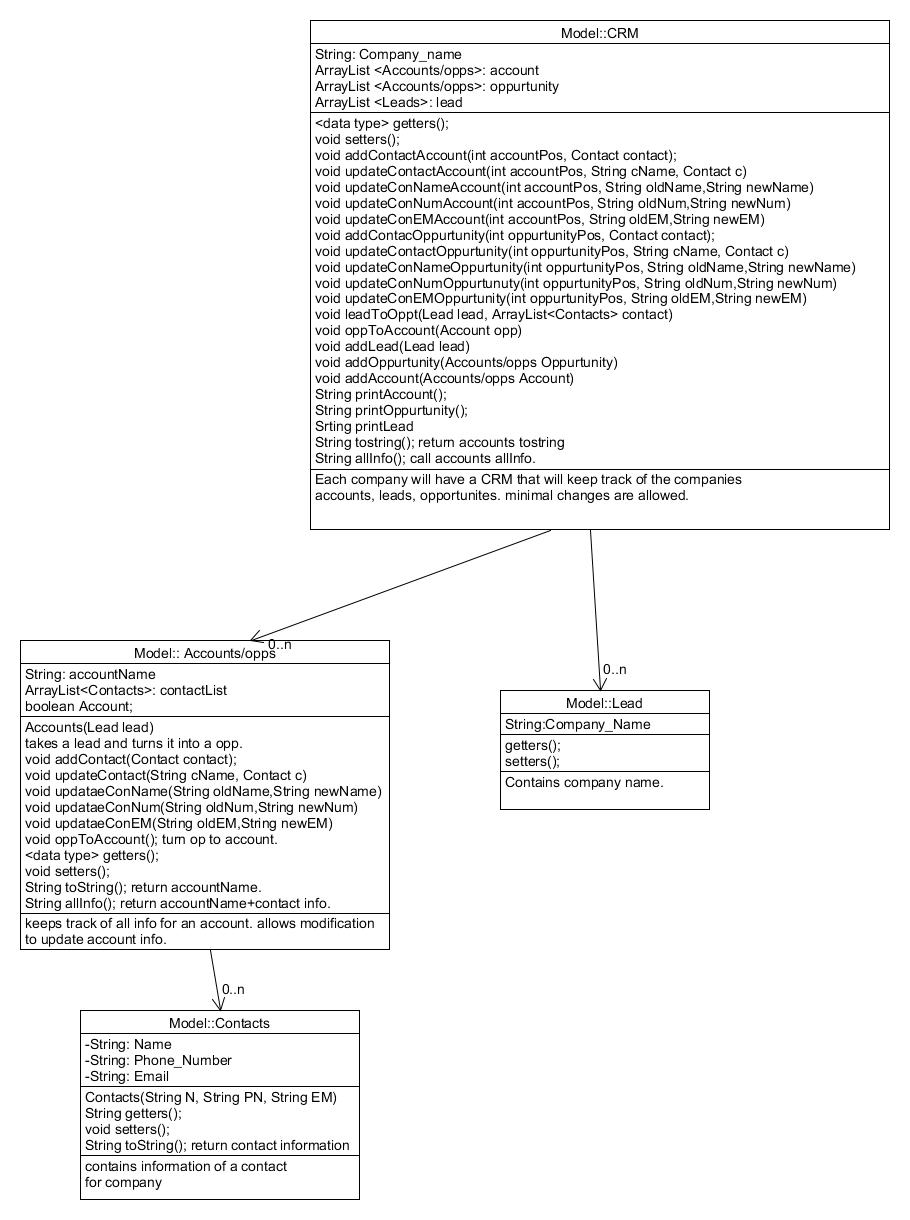 Model::CRM
String: Company_name
ArrayList <Accounts/opps>: account
ArrayList <Accounts/opps>: oppurtunity
ArrayList <Leads>: lead
<data type> getters();
void setters();
void addContactAccount(int accountPos, Contact contact);
void updateContactAccount(int accountPos, String cName, Contact c)
void updateConNameAccount(int accountPos, String oldName,String newName)
void updateConNumAccount(int accountPos, String oldNum,String newNum)
void updateConEMAccount(int accountPos, String oldEM,String newEM)
void addContacOppurtunity(int oppurtunityPos, Contact contact);
void updateContactOppurtunity(int oppurtunityPos, String cName, Contact c)
void updateConNameOppurtunity(int oppurtunityPos, String oldName,String newName)
void updateConNumOppurtunuty(int oppurtunityPos, String oldNum,String newNum)
void updateConEMOppurtunity(int oppurtunityPos, String oldEM,String newEM)
void leadToOppt(Lead lead, ArrayList<Contacts> contact)
void oppToAccount(Account opp)
void addLead(Lead lead)
void addOppurtunity(Accounts/opps Oppurtunity)
void addAccount(Accounts/opps Account)
String printAccount();
String printOppurtunity();
Srting printLead
String tostring(); return accounts tostring
String allInfo(); call accounts allInfo.
Each company will have a CRM that will keep track of the companies
accounts, leads, opportunites. minimal changes are allowed.
0..n
Model:: Accounts/opps
String: accountName
ArrayList<Contacts>: contactList
boolean Account;
Accounts(Lead lead)
takes a lead and turns it into a opp.
void addContact(Contact contact);
void updateContact(String cName, Contact c)
void updataeConName(String oldName,String newName)
void updataeConNum(String oldNum,String newNum)
void updataeConEM(String oldEM,String newEM)
void oppToAccount(); turn op to account.
<data type> getters();
void setters();
String toString(); return accountName.
String allInfo(); return accountName+contact info.
keeps track of all info for an account. allows modification
to update account info.
0..n
Model::Lead
String:Company_Name
getters();
setters();
Contains company name.
0..n
Model::Contacts
-String: Name
-String: Phone_Number
-String: Email
Contacts(String N, String PN, String EM)
String getters();
void setters();
String toString(); return contact information
contains information of a contact
for company